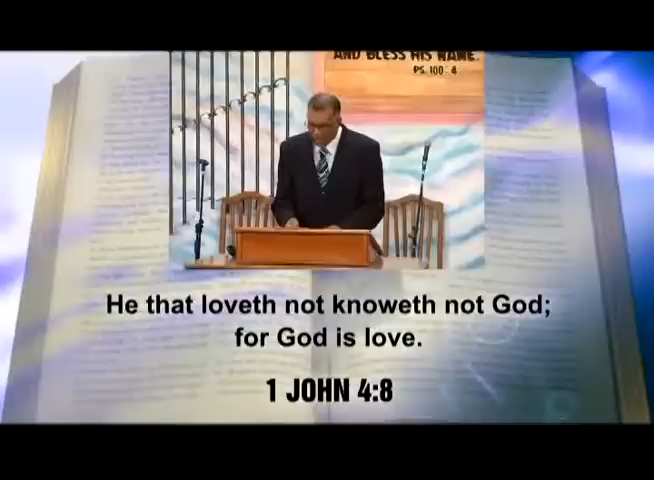 AND BLESS HIS NAME.
PS. 100:4
He that loveth not knoweth not God;
for God is love.
1 JOHN 4:8